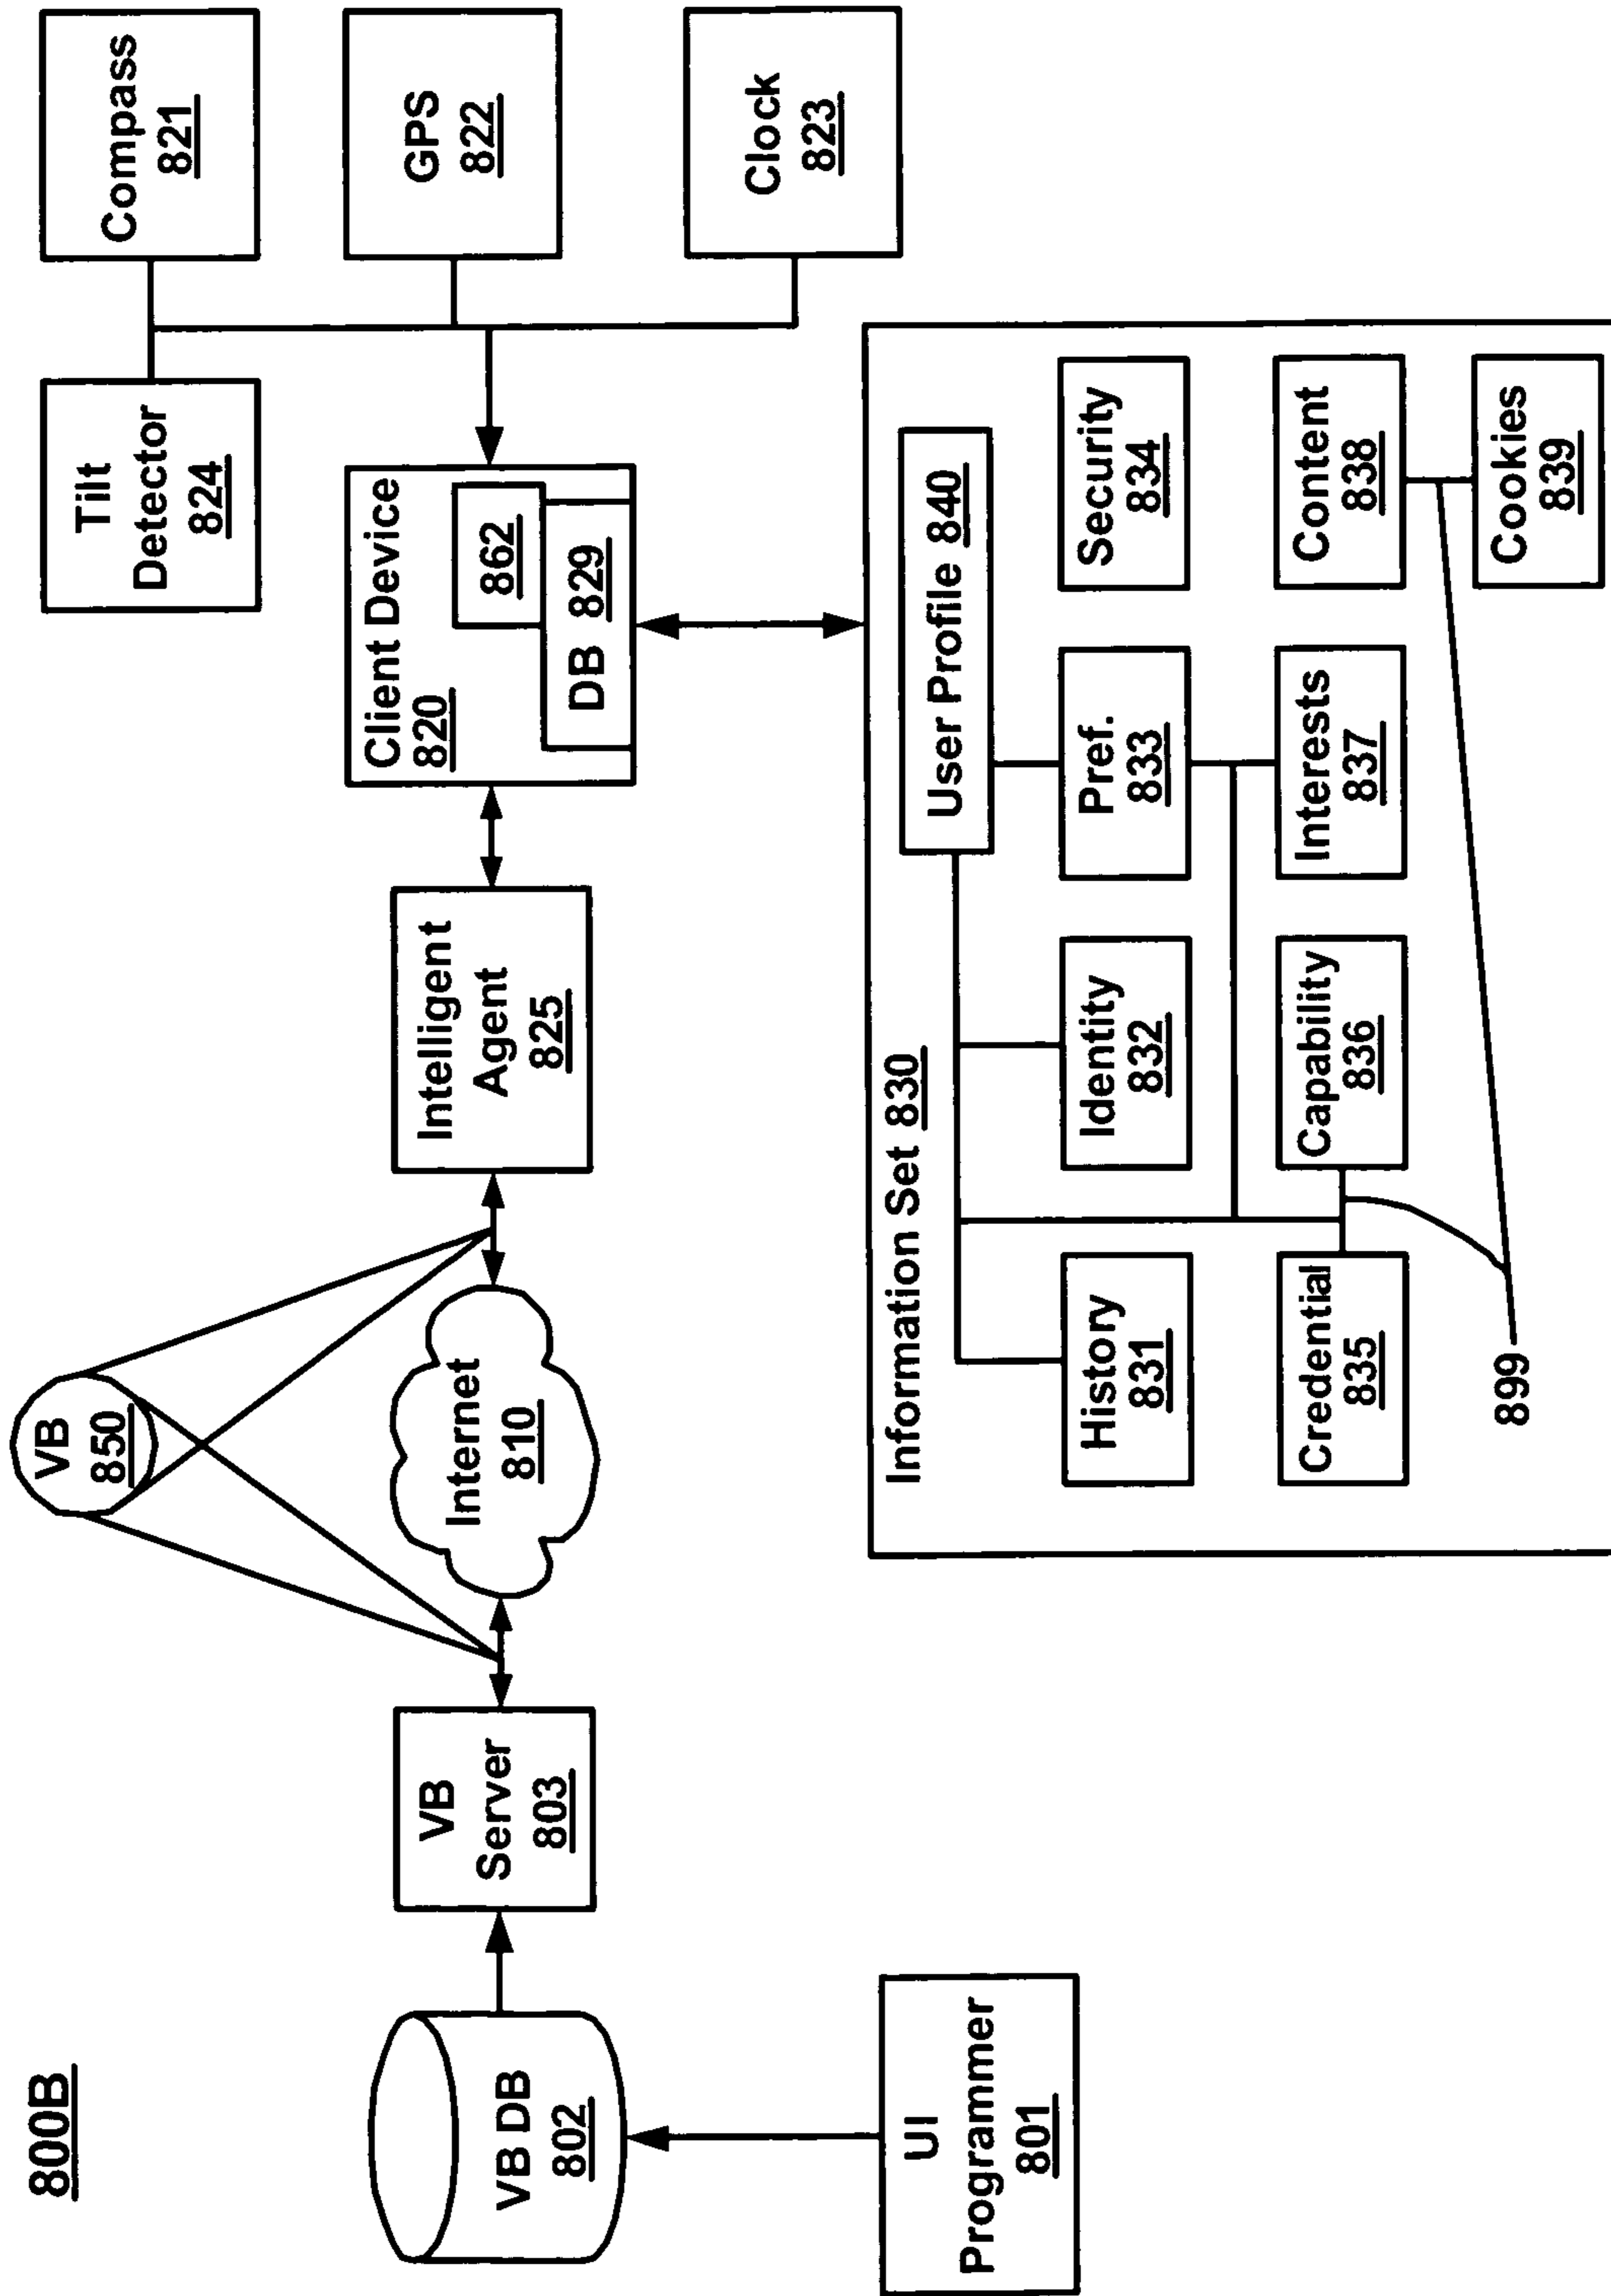 800B
UI
Programmer
801
VB DB
802
VB
Server
803
VB
850
Internet
810
Intelligent
Agent
825
Client Device
820
862
DB 829
Tilt
Detector
824
Compass
821
GPS
822
Clock
823
Information Set 830
User Profile 840
History
831
Identity
832
Pref.
833
Security
834
Credential
835
Capability
836
Interests
837
Content
838
Cookies
839
899